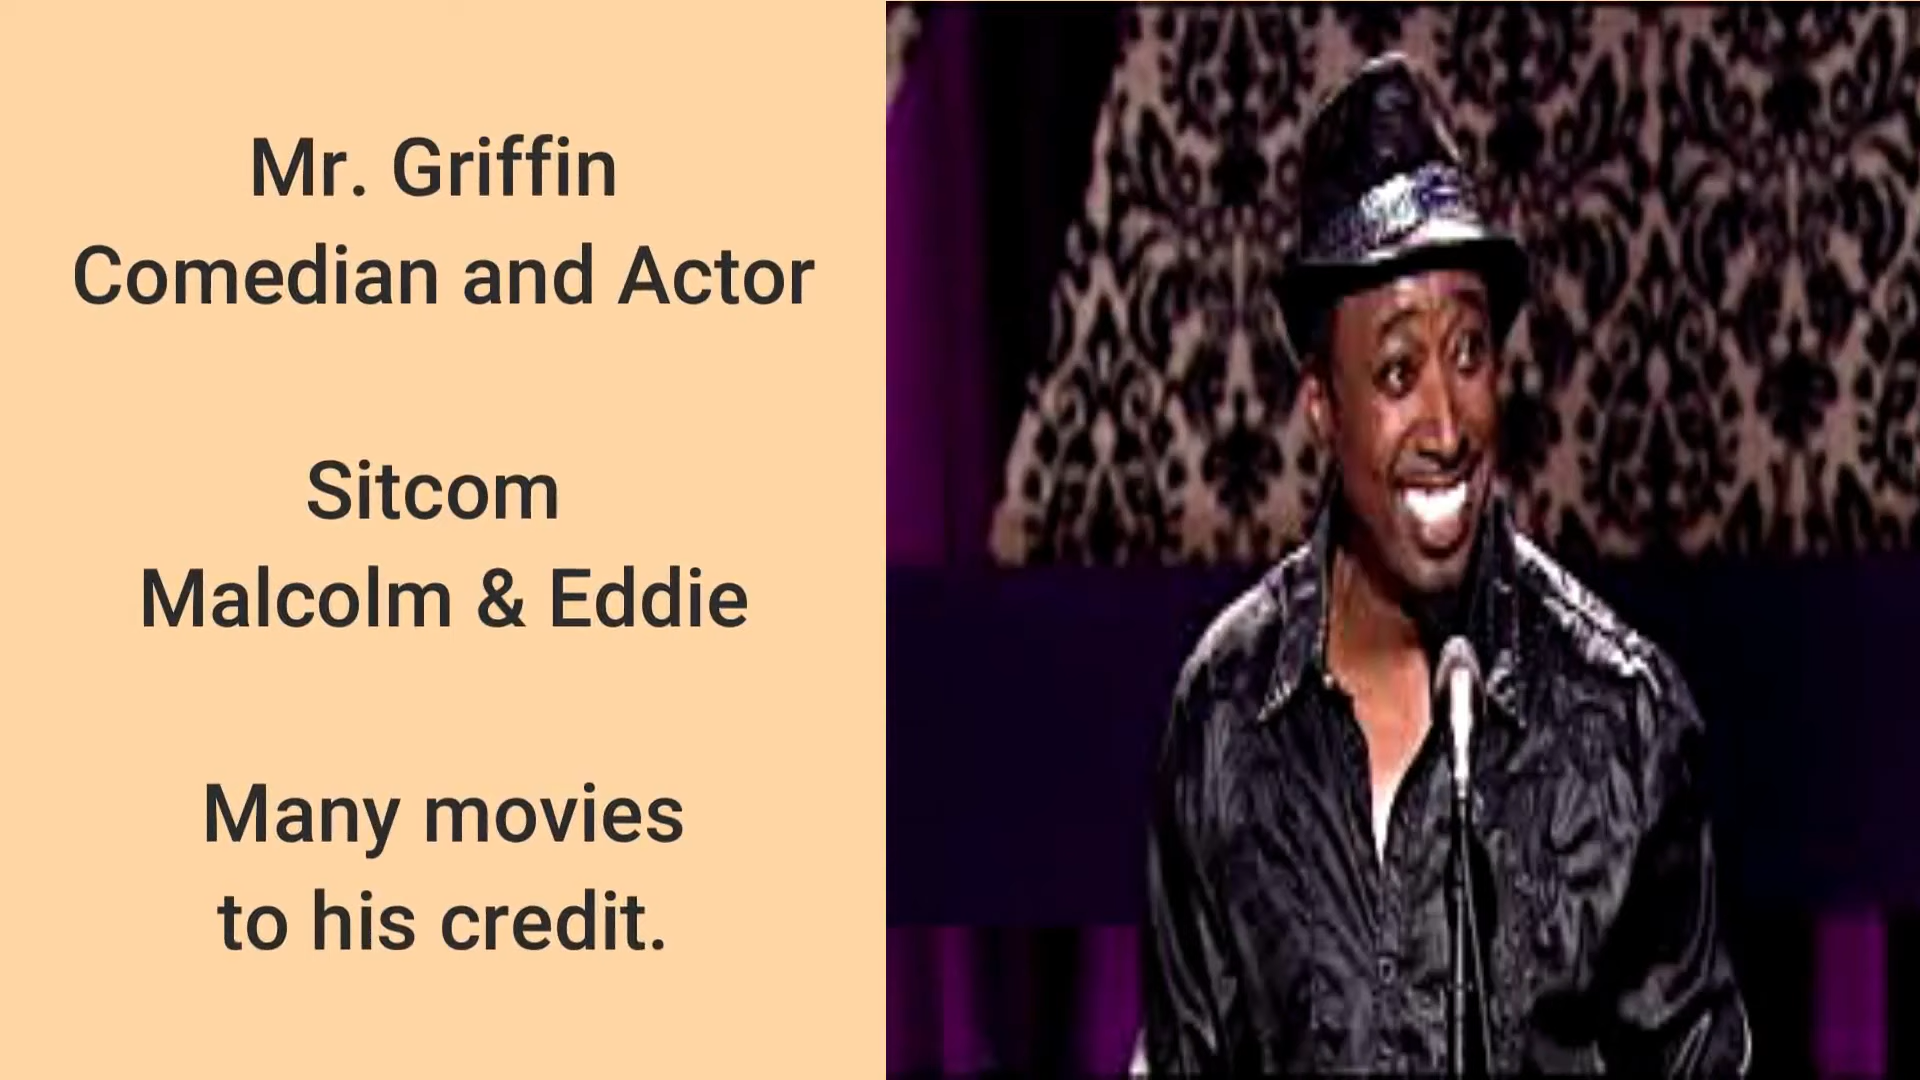 Mr. Griffin
Comedian and Actor
Sitcom
Malcolm & Eddie
Many movies
to his credit.